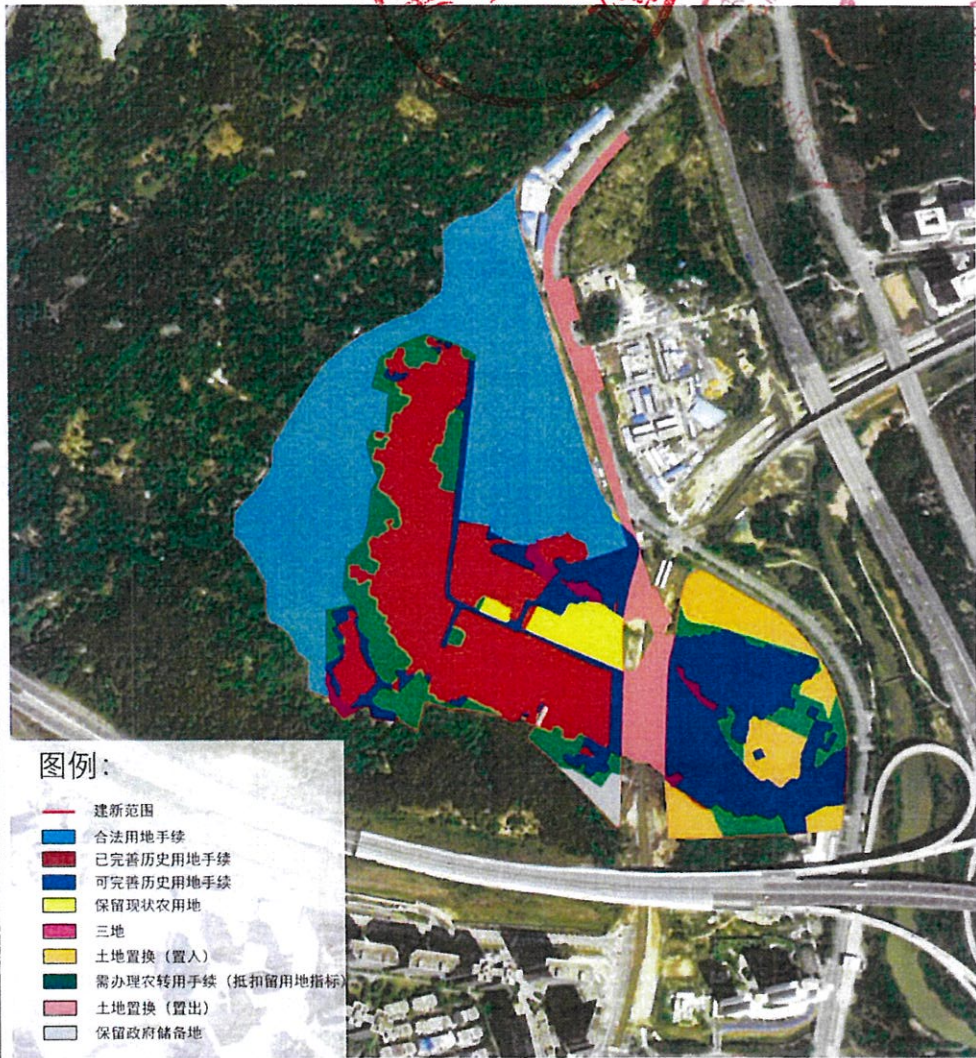 图例：
建新范围
合法用地手续
已完善历史用地手续
可完善历史用地手续
保留现状农用地
三地
土地置换（置入）
需办理农转用手续（抵扣留用地指标）
土地置换（置出）
保留政府储备地